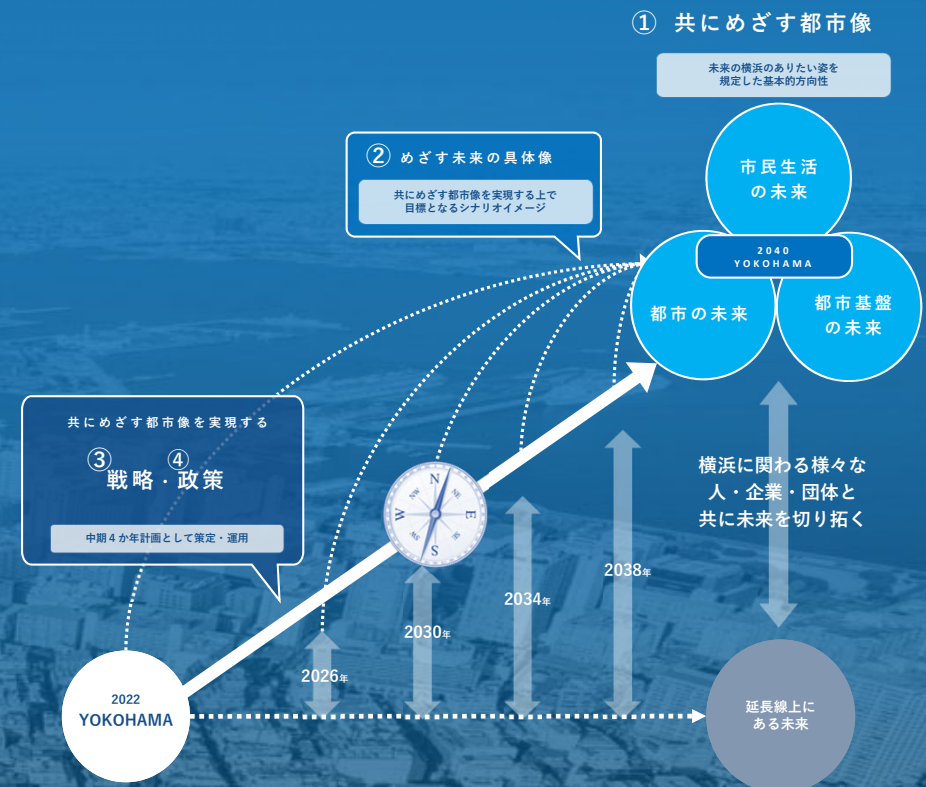 ① 共にめざす都市像
未来の横浜のありたい姿を
規定した基本的方向性
② めざす未来の具体像
共にめざす都市像を実現する上で
目標となるシナリオイメージ
市民生活
の未来
2040
YOKOHAMA
都市の未来
都市基盤
の未来
共にめざす都市像を実現する
③ ④
戦略・政策
中期4か年計画として策定・運用
横浜に関わる様々な
人・企業・団体と
共に未来を切り拓く
N
NE
E
SE
S
SW
W
NW
2038年
2034年
2030年
2026年
2022
YOKOHAMA
延長線上に
ある未来